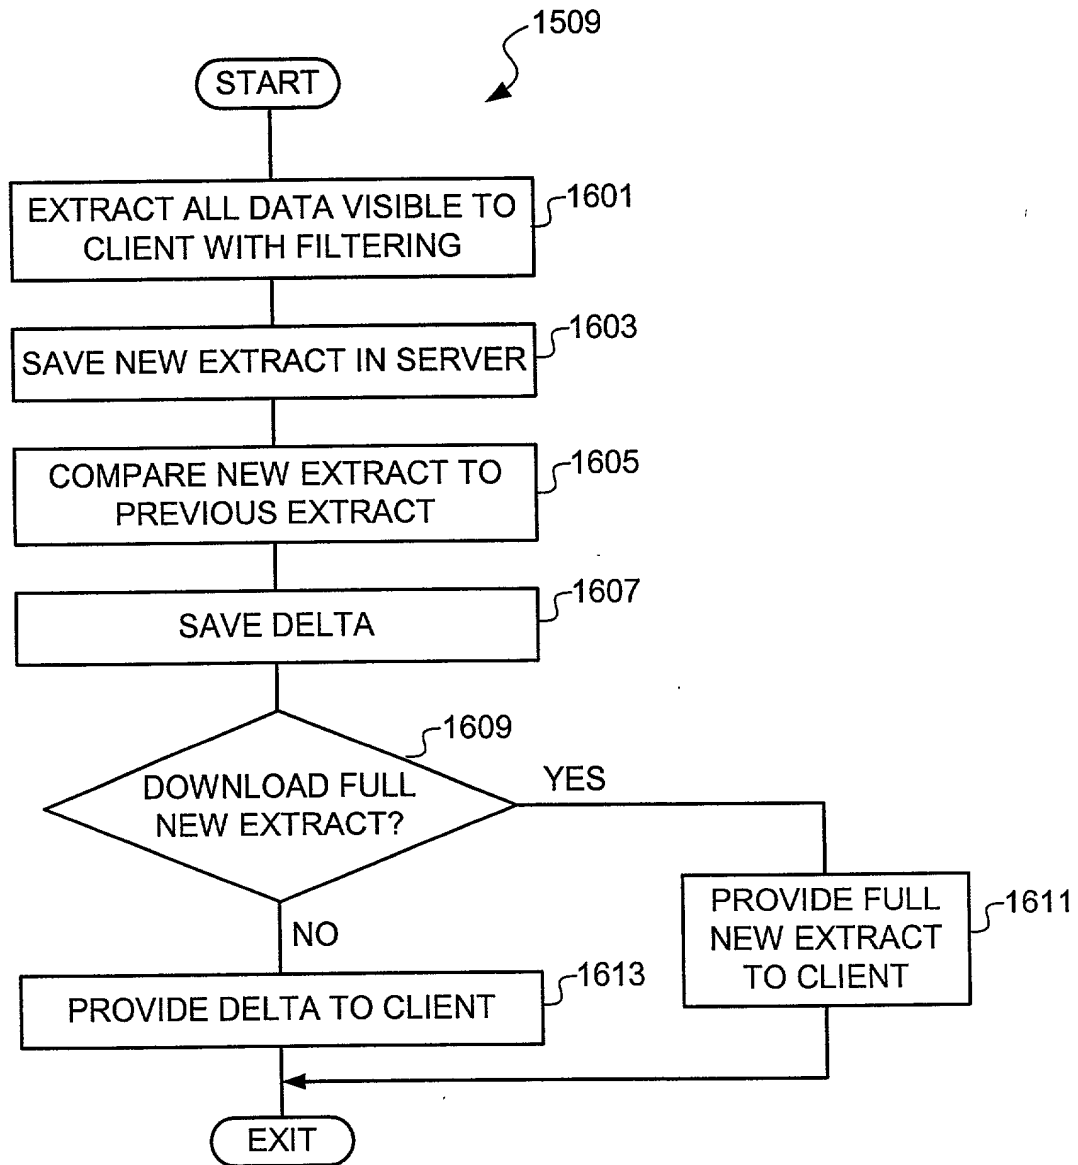 1509
START
EXTRACT ALL DATA VISIBLE TO
CLIENT WITH FILTERING
1601
SAVE NEW EXTRACT IN SERVER
1603
COMPARE NEW EXTRACT TO
PREVIOUS EXTRACT
1605
SAVE DELTA
1607
DOWNLOAD FULL
NEW EXTRACT?
1609
YES
NO
PROVIDE FULL
NEW EXTRACT
TO CLIENT
1611
PROVIDE DELTA TO CLIENT
1613
EXIT